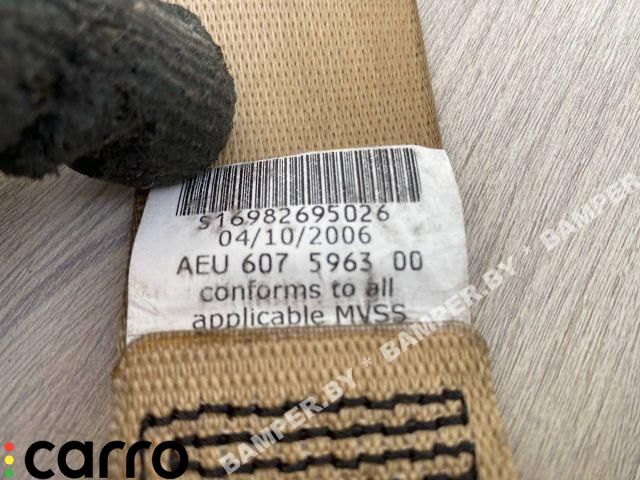 S16982695026
04/10/2006
AEU 607 5963 00
conforms to all
applicable MVSS
BAMPER.BY * BAMPER.BY * BAMPER.BY
carro